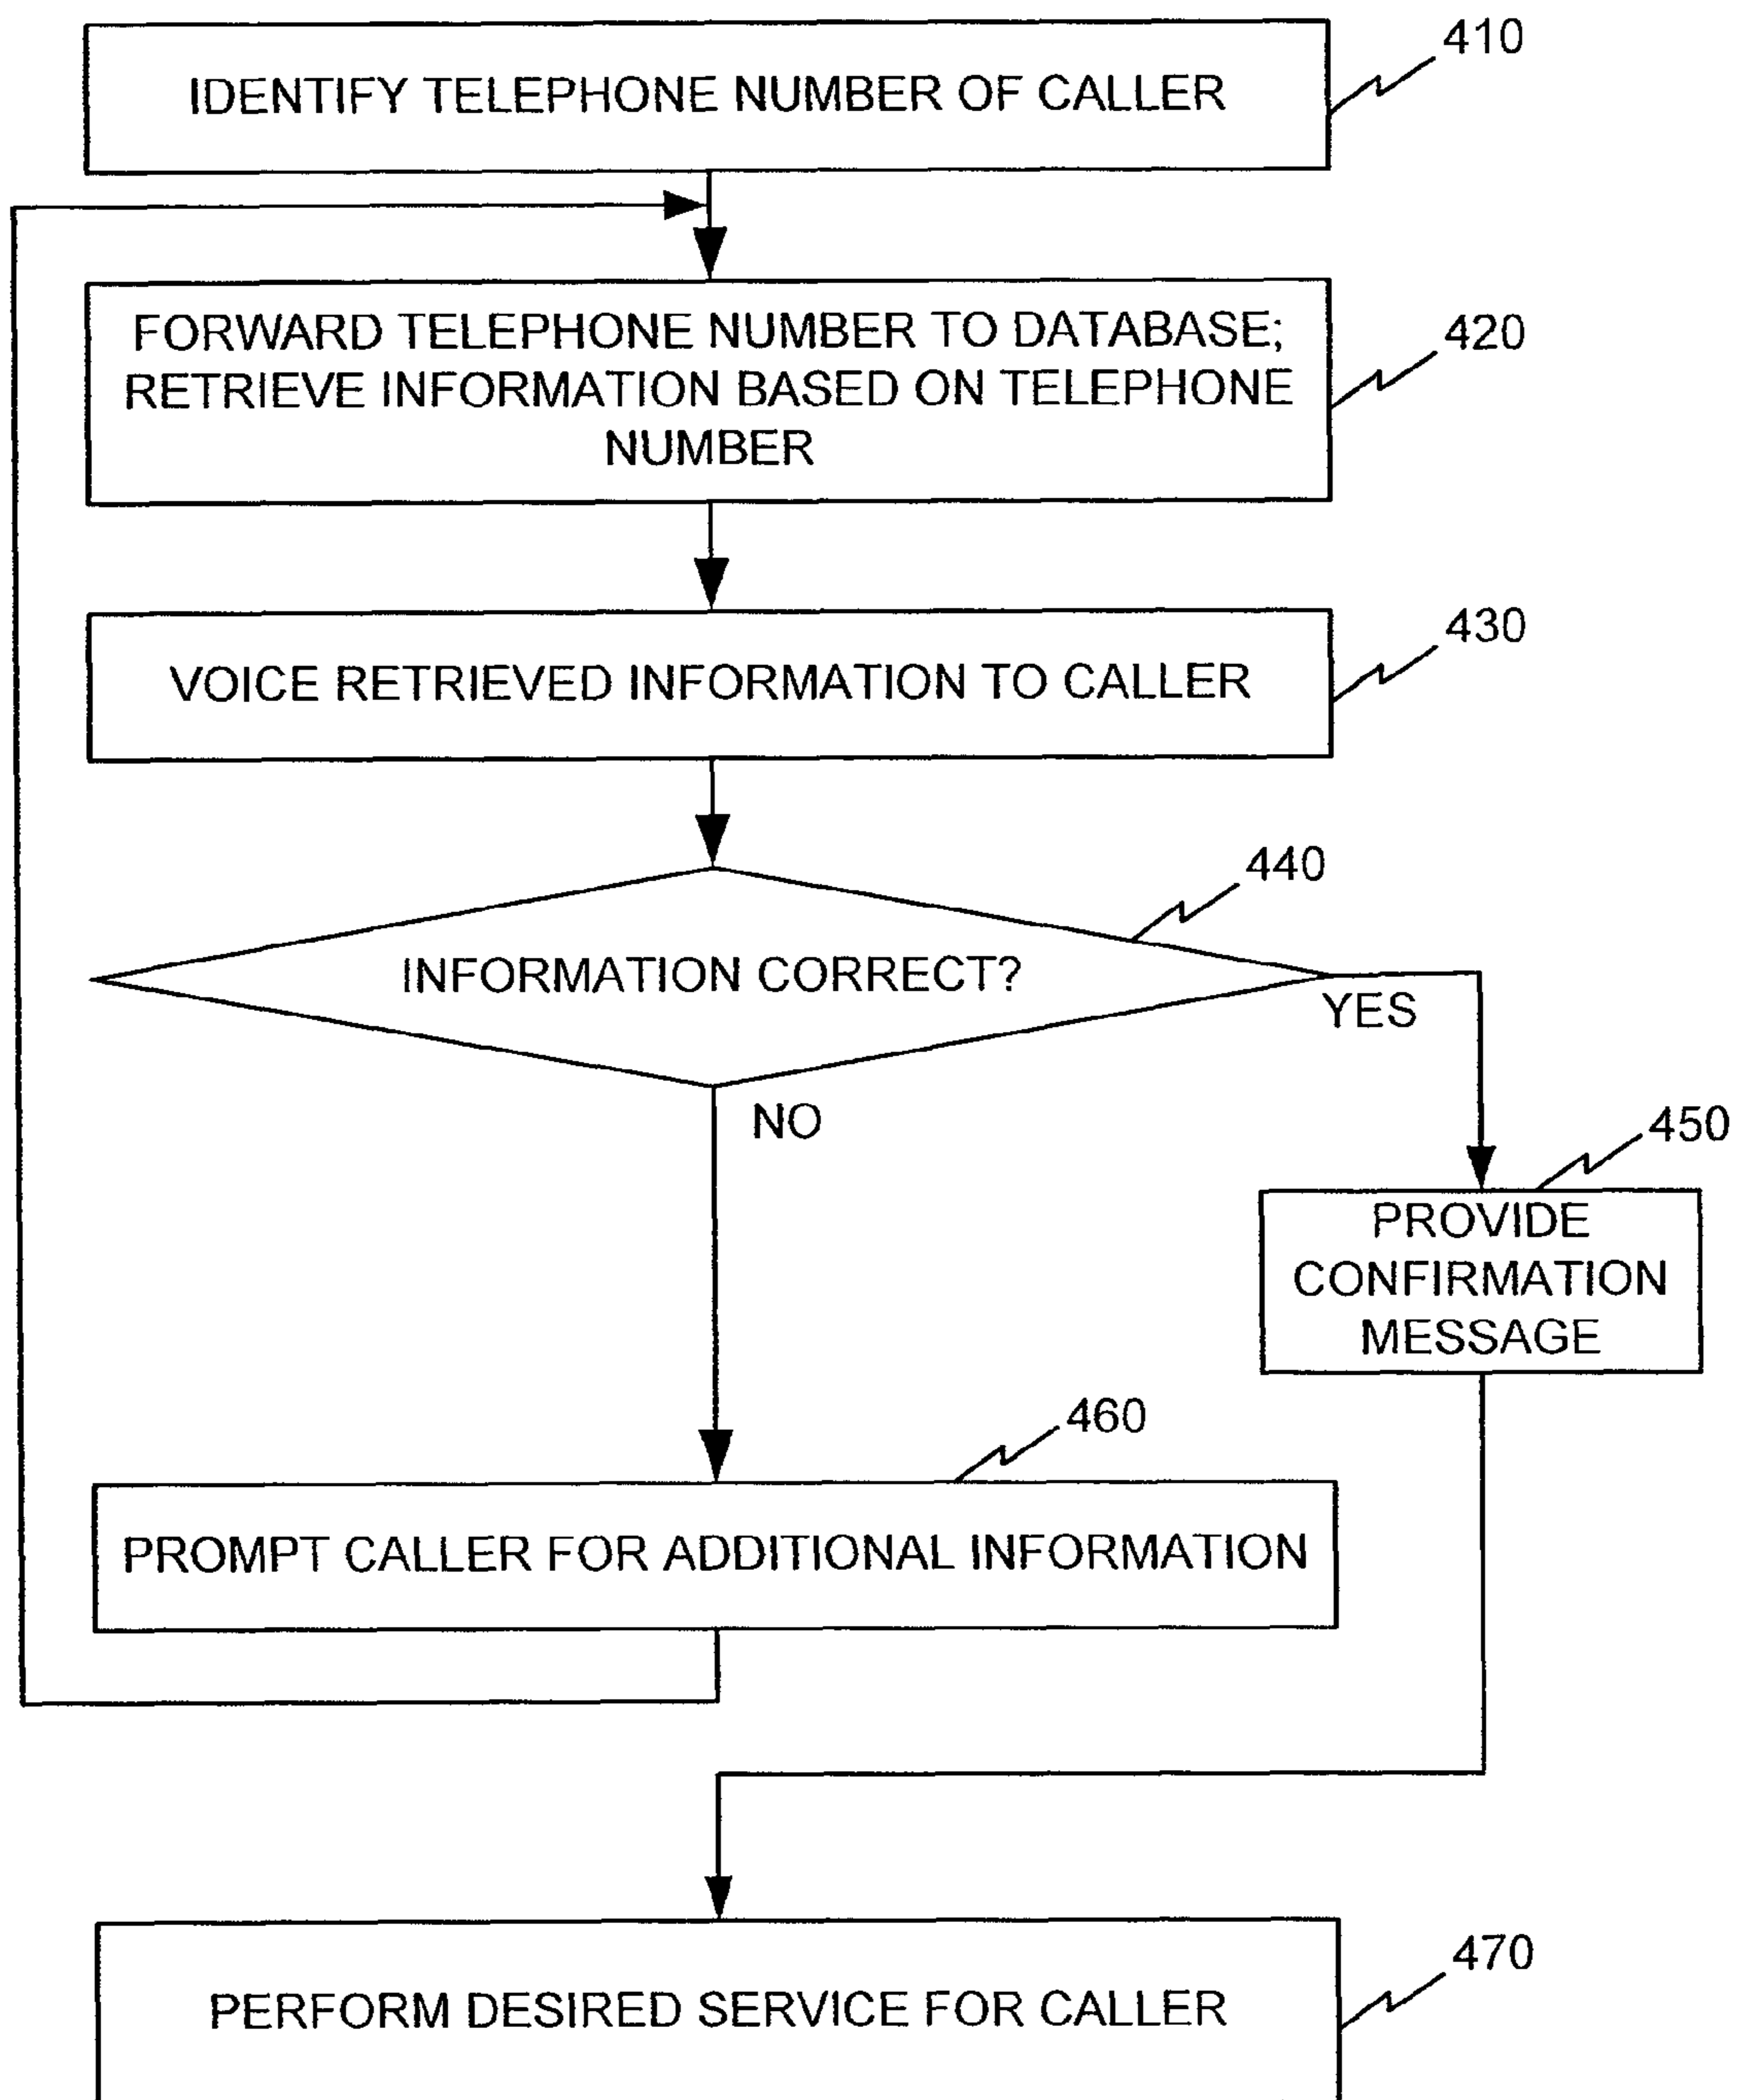 410
IDENTIFY TELEPHONE NUMBER OF CALLER
420
FORWARD TELEPHONE NUMBER TO DATABASE;
RETRIEVE INFORMATION BASED ON TELEPHONE
NUMBER
430
VOICE RETRIEVED INFORMATION TO CALLER
440
INFORMATION CORRECT?
YES
NO
450
PROVIDE
CONFIRMATION
MESSAGE
460
PROMPT CALLER FOR ADDITIONAL INFORMATION
470
PERFORM DESIRED SERVICE FOR CALLER